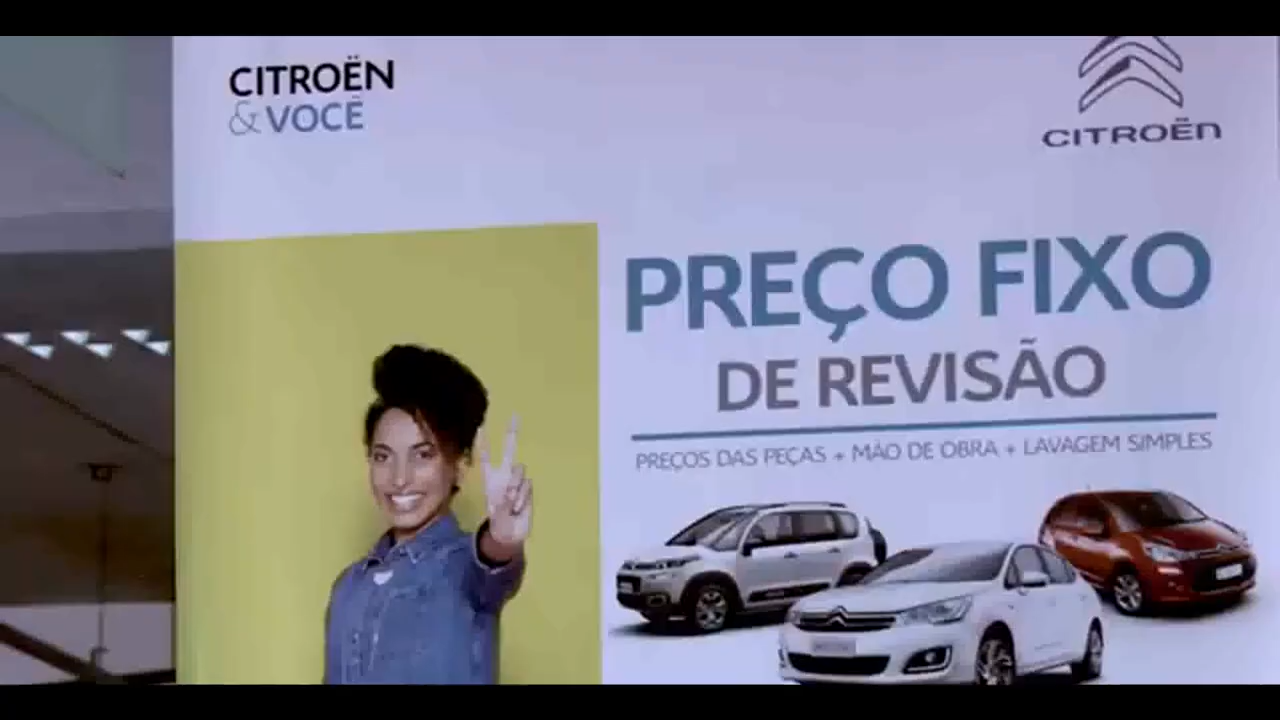 CITROËN
&VOCÊ
CITROËN
PREÇO FIXO
DE REVISÃO
PREÇOS DAS PEÇAS + MÃO DE OBRA + LAVAGEM SIMPLES